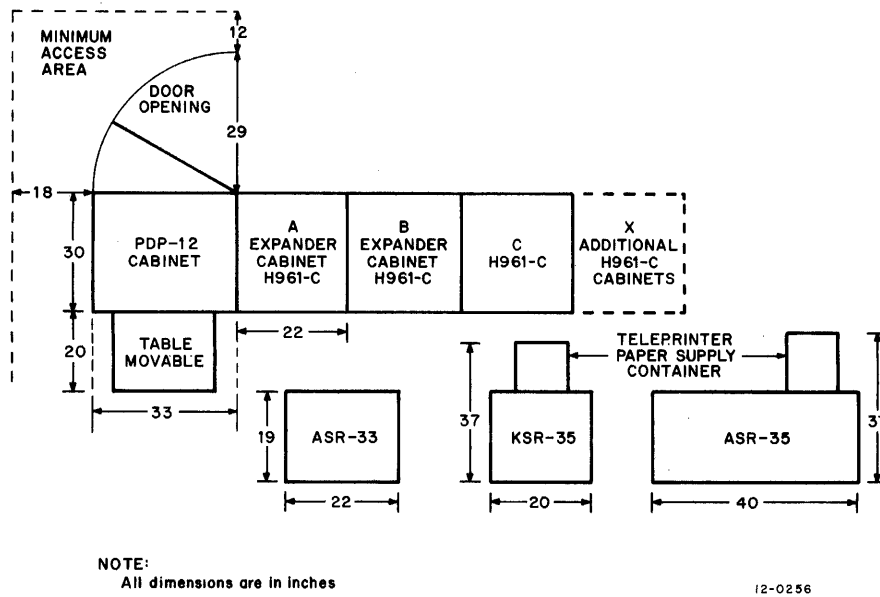 12
MINIMUM
ACCESS
AREA
DOOR
OPENING
29
18
30
PDP-12
CABINET
A
EXPANDER
CABINET
H961-C
B
EXPANDER
CABINET
H961-C
C
H961-C
X
ADDITIONAL
H961-C
CABINETS
20
TABLE
MOVABLE
22
33
TELEPRINTER
PAPER SUPPLY
CONTAINER
19
ASR-33
22
37
KSR-35
20
ASR-35
40
NOTE:
All dimensions are in inches
12-0256